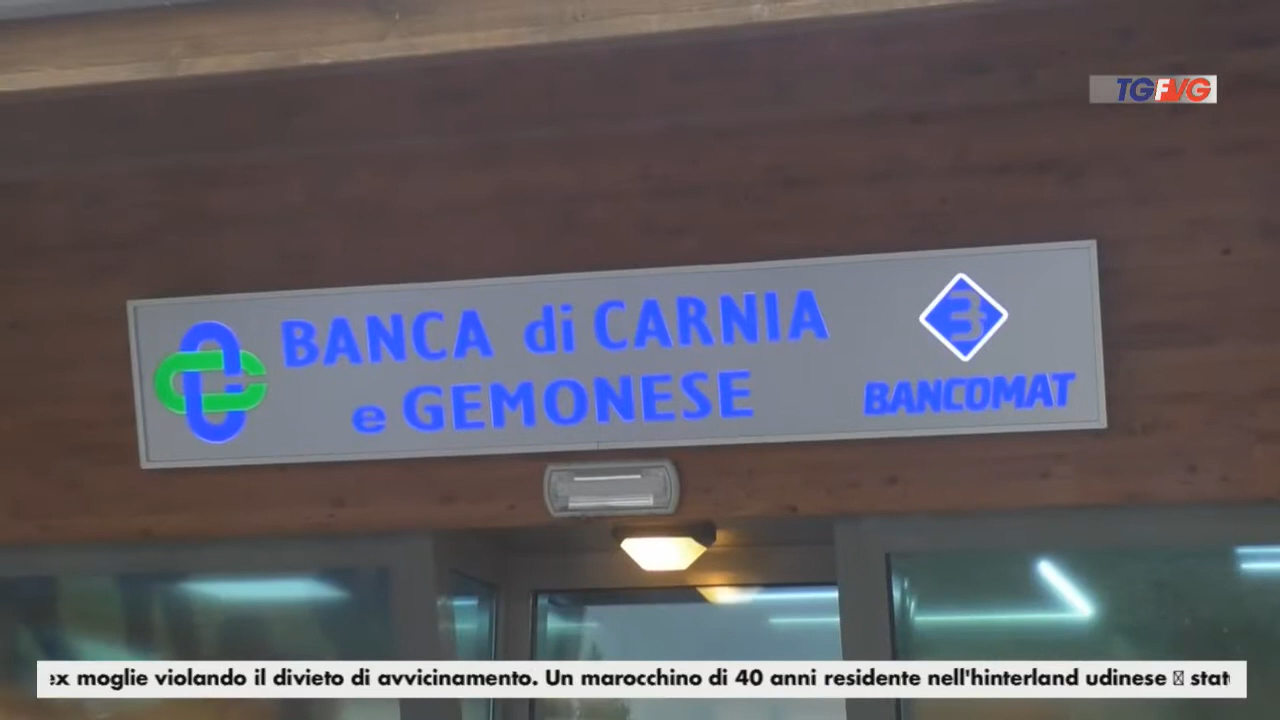 TGFVG
BANCA di CARNIA
e GEMONESE
BANCOMAT
ex moglie violando il divieto di avvicinamento. Un marocchino di 40 anni residente nell'hinterland udinese